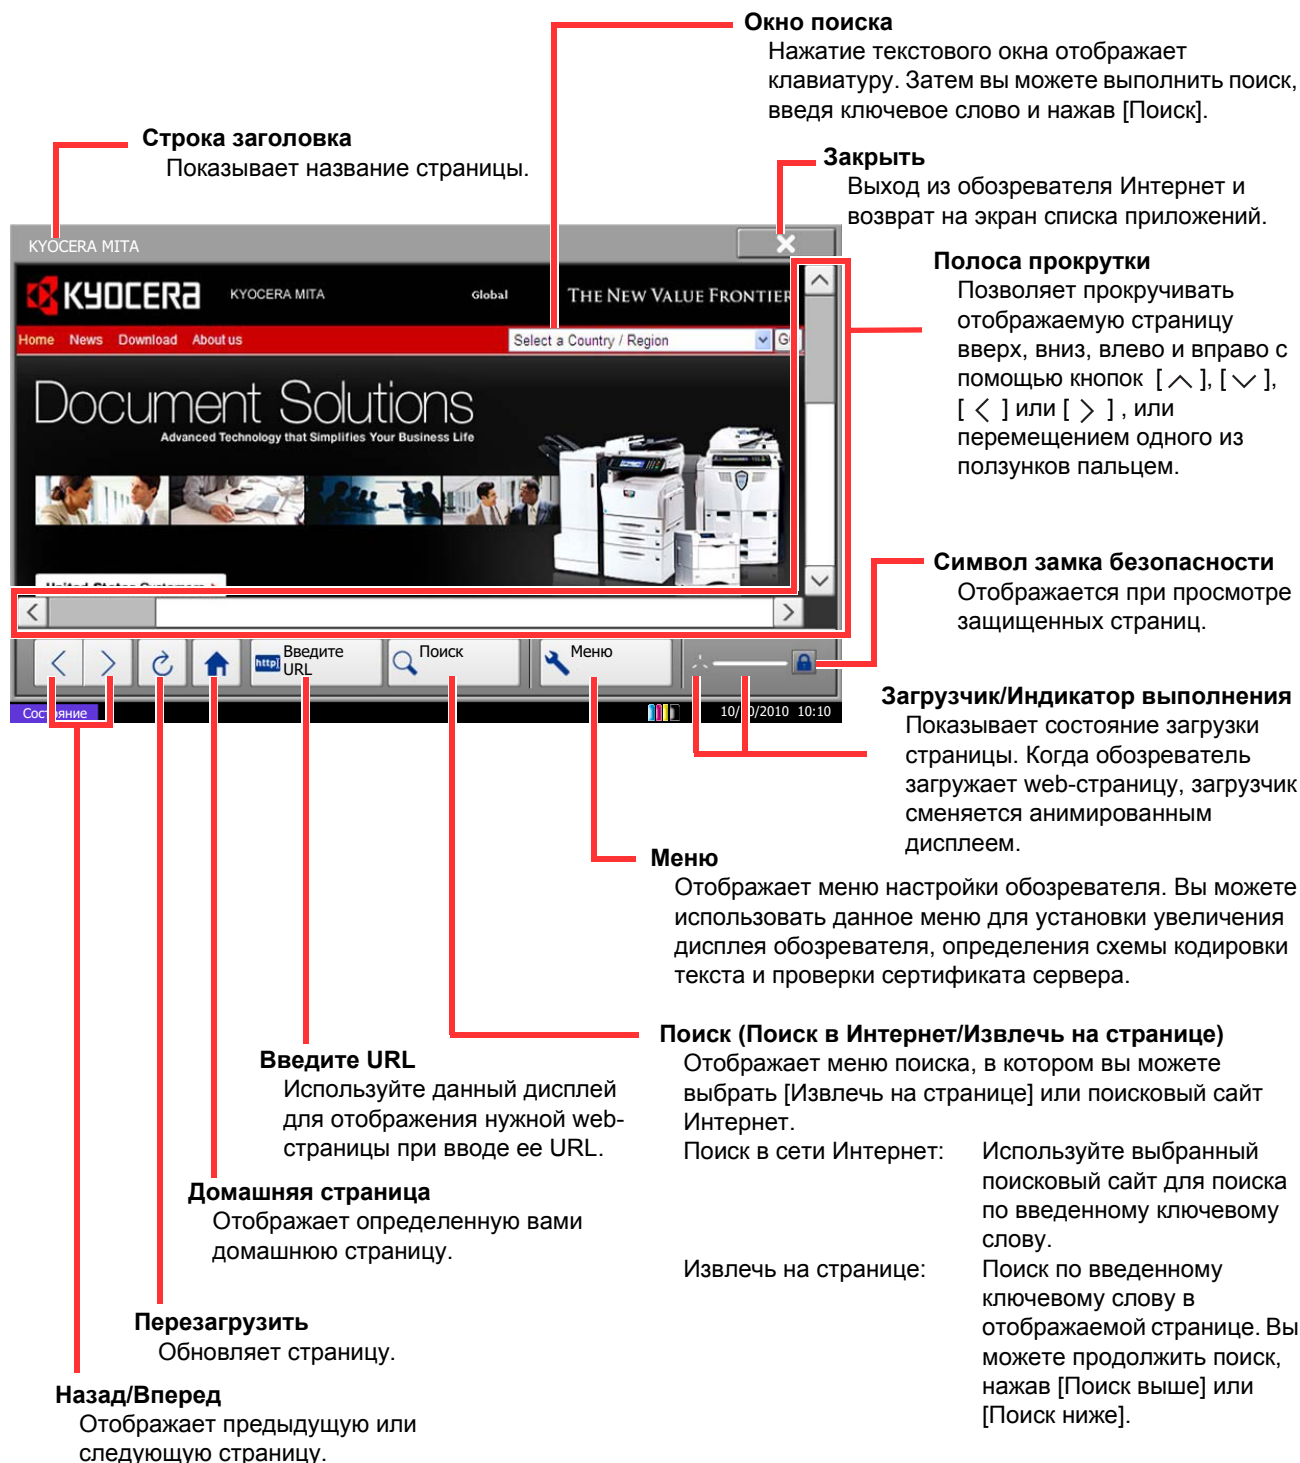 Окно поиска
Нажатие текстового окна отображает
клавиатуру. Затем вы можете выполнить поиск,
введя ключевое слово и нажав [Поиск].
Строка заголовка
Показывает название страницы.
Закрыть
Выход из обозревателя Интернет и
возврат на экран списка приложений.
KYOCERA MITA
KYOCERA
KYOCERA MITA
Global
THE NEW VALUE FRONTIER
Home News Download About us
Select a Country / Region
Document Solutions
Advanced Technology that Simplifies Your Business Life
Полоса прокрутки
Позволяет прокручивать
отображаемую страницу
вверх, вниз, влево и вправо с
помощью кнопок [ ︿ ], [ ﹀ ],
[ 〈 ] или [ 〉 ] , или
перемещением одного из
ползунков пальцем.
Символ замка безопасности
Отображается при просмотре
защищенных страниц.
http
Введите
URL
Поиск
Меню
Состояние
10/10/2010 10:10
Загрузчик/Индикатор выполнения
Показывает состояние загрузки
страницы. Когда обозреватель
загружает web-страницу, загрузчик
сменяется анимированным
дисплеем.
Меню
Отображает меню настройки обозревателя. Вы можете
использовать данное меню для установки увеличения
дисплея обозревателя, определения схемы кодировки
текста и проверки сертификата сервера.
Поиск (Поиск в Интернет/Извлечь на странице)
Отображает меню поиска, в котором вы можете
выбрать [Извлечь на странице] или поисковый сайт
Интернет.
Поиск в сети Интернет: Используйте выбранный
поисковый сайт для поиска
по введенному ключевому
слову.
Извлечь на странице: Поиск по введенному
ключевому слову в
отображаемой странице. Вы
можете продолжить поиск,
нажав [Поиск выше] или
[Поиск ниже].
Введите URL
Используйте данный дисплей
для отображения нужной web-
страницы при вводе ее URL.
Домашняя страница
Отображает определенную вами
домашнюю страницу.
Перезагрузить
Обновляет страницу.
Назад/Вперед
Отображает предыдущую или
следующую страницу.